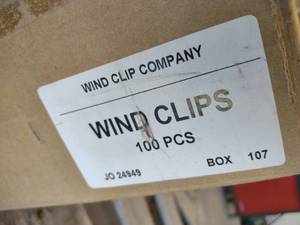 WIND CLIP COMPANY
WIND CLIPS
100 PCS
JO 24949 BOX 107